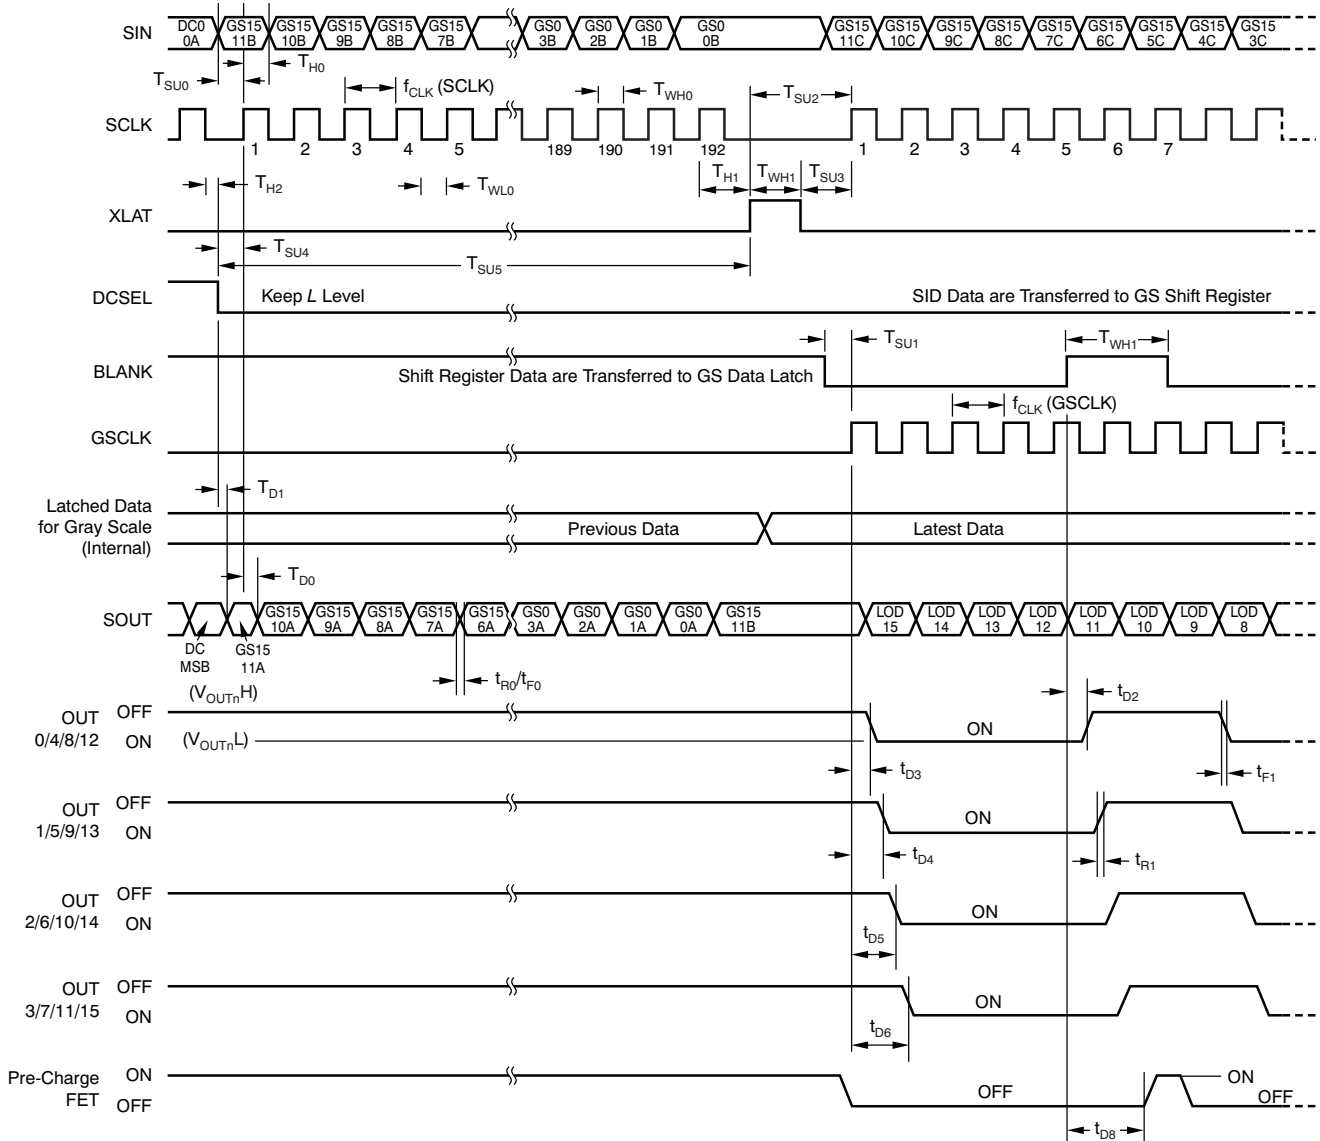 SIN
DC0 GS15 GS15 GS15 GS15 GS15 GS0 GS0 GS0 GS0 GS15 GS15 GS15 GS15 GS15 GS15 GS15 GS15 GS15
0A 11B 10B 9B 8B 7B 3B 2B 1B 0B 11C 10C 9C 8C 7C 6C 5C 4C 3C
TSU0
TH0
fCLK (SCLK)
TWH0
TSU2
SCLK
1 2 3 4 5 189 190 191 192 1 2 3 4 5 6 7
TH2
TWL0
TH1
TWH1
TSU3
XLAT
TSU4
TSU5
DCSEL
Keep L Level
SID Data are Transferred to GS Shift Register
TSU1
TWH1
BLANK
Shift Register Data are Transferred to GS Data Latch
fCLK (GSCLK)
GSCLK
TD1
Latched Data
for Gray Scale
(Internal)
Previous Data
Latest Data
TD0
SOUT
GS15 GS15 GS15 GS15 GS15 GS0 GS0 GS0 GS0 GS15 LOD LOD LOD LOD LOD LOD LOD LOD
10A 9A 8A 7A 6A 3A 2A 1A 0A 11B 15 14 13 12 11 10 9 8
DC
MSB
GS15
11A
tR0/tF0
(VOUTnH)
tD2
OUT
0/4/8/12
OFF
ON
(VOUTnL)
ON
tD3
tF1
OUT
1/5/9/13
OFF
ON
ON
tD4
tR1
OUT
2/6/10/14
OFF
ON
ON
tD5
OUT
3/7/11/15
OFF
ON
ON
tD6
Pre-Charge
FET
ON
OFF
OFF
ON
OFF
tD8